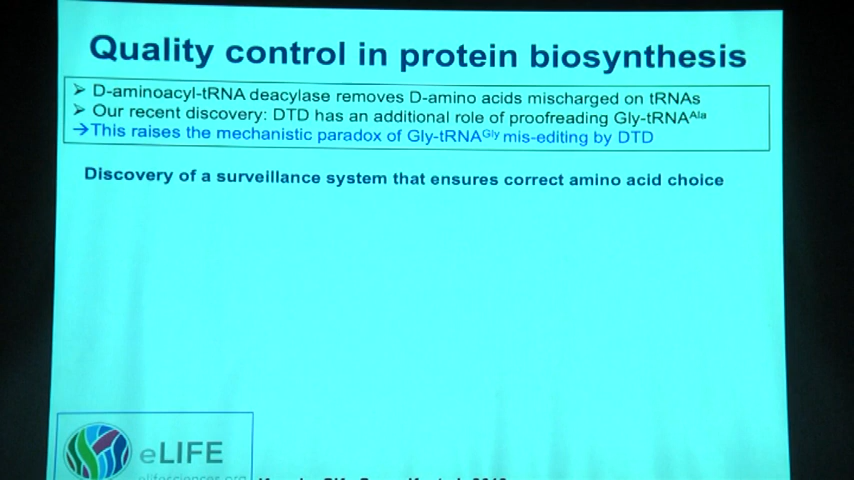 Quality control in protein biosynthesis
➢ D-aminoacyl-tRNA deacylase removes D-amino acids mischarged on tRNAs
➢ Our recent discovery: DTD has an additional role of proofreading Gly-tRNAᴬˡᵃ
→This raises the mechanistic paradox of Gly-tRNAᴳˡʸ mis-editing by DTD
Discovery of a surveillance system that ensures correct amino acid choice
eLIFE
elifesciences.org